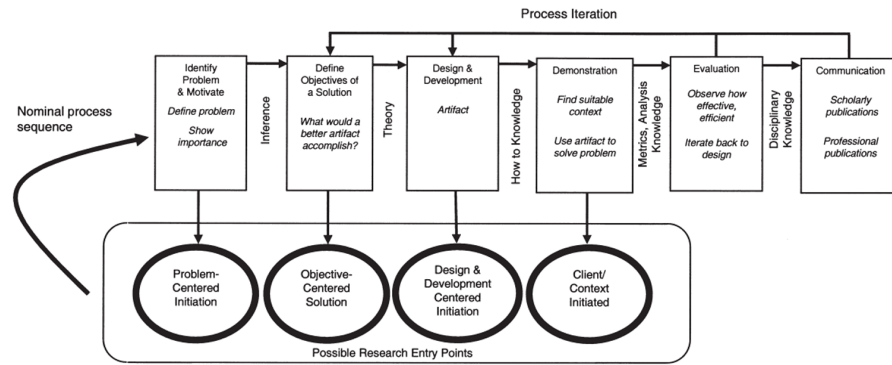 Process Iteration
Nominal process
sequence
Identify
Problem
& Motivate
Define problem
Show
importance
Inference
Define
Objectives of
a Solution
What would a
better artifact
accomplish?
Theory
Design &
Development
Artifact
How to Knowledge
Demonstration
Find suitable
context
Use artifact to
solve problem
Metrics, Analysis
Knowledge
Evaluation
Observe how
effective,
efficient
Iterate back to
design
Disciplinary
Knowledge
Communication
Scholarly
publications
Professional
publications
Problem-
Centered
Initiation
Objective-
Centered
Solution
Design &
Development
Centered
Initiation
Client/
Context
Initiated
Possible Research Entry Points